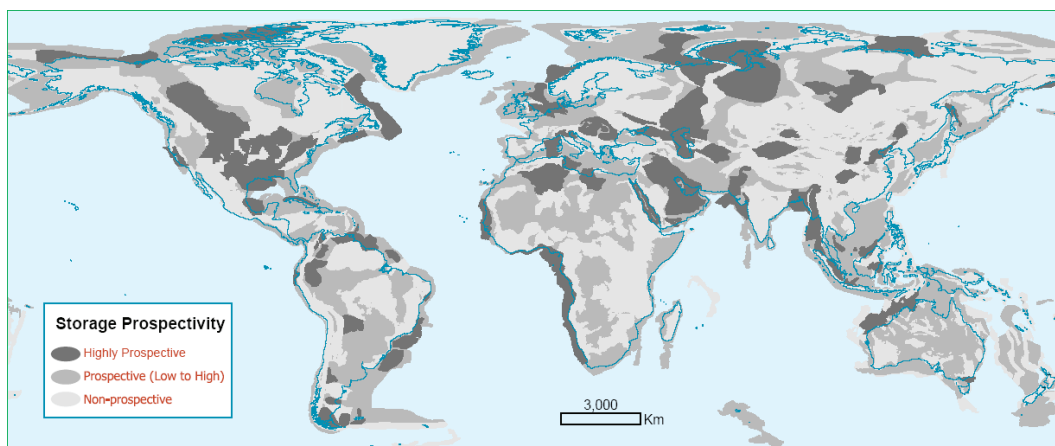 Storage Prospectivity
Highly Prospective
Prospective (Low to High)
Non-prospective
3,000
Km